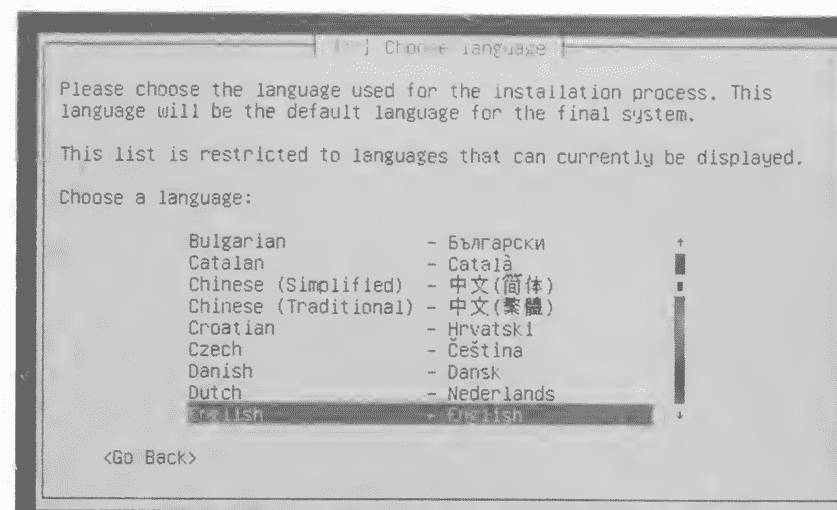 Choose language
Please choose the language used for the installation process. This
language will be the default language for the final system.
This list is restricted to languages that can currently be displayed.
Choose a language:
Bulgarian - Български
Catalan - Català
Chinese (Simplified) - 中文(简体)
Chinese (Traditional) - 中文(繁體)
Croatian - Hrvatski
Czech - Čeština
Danish - Dansk
Dutch - Nederlands
English - English
<Go Back>